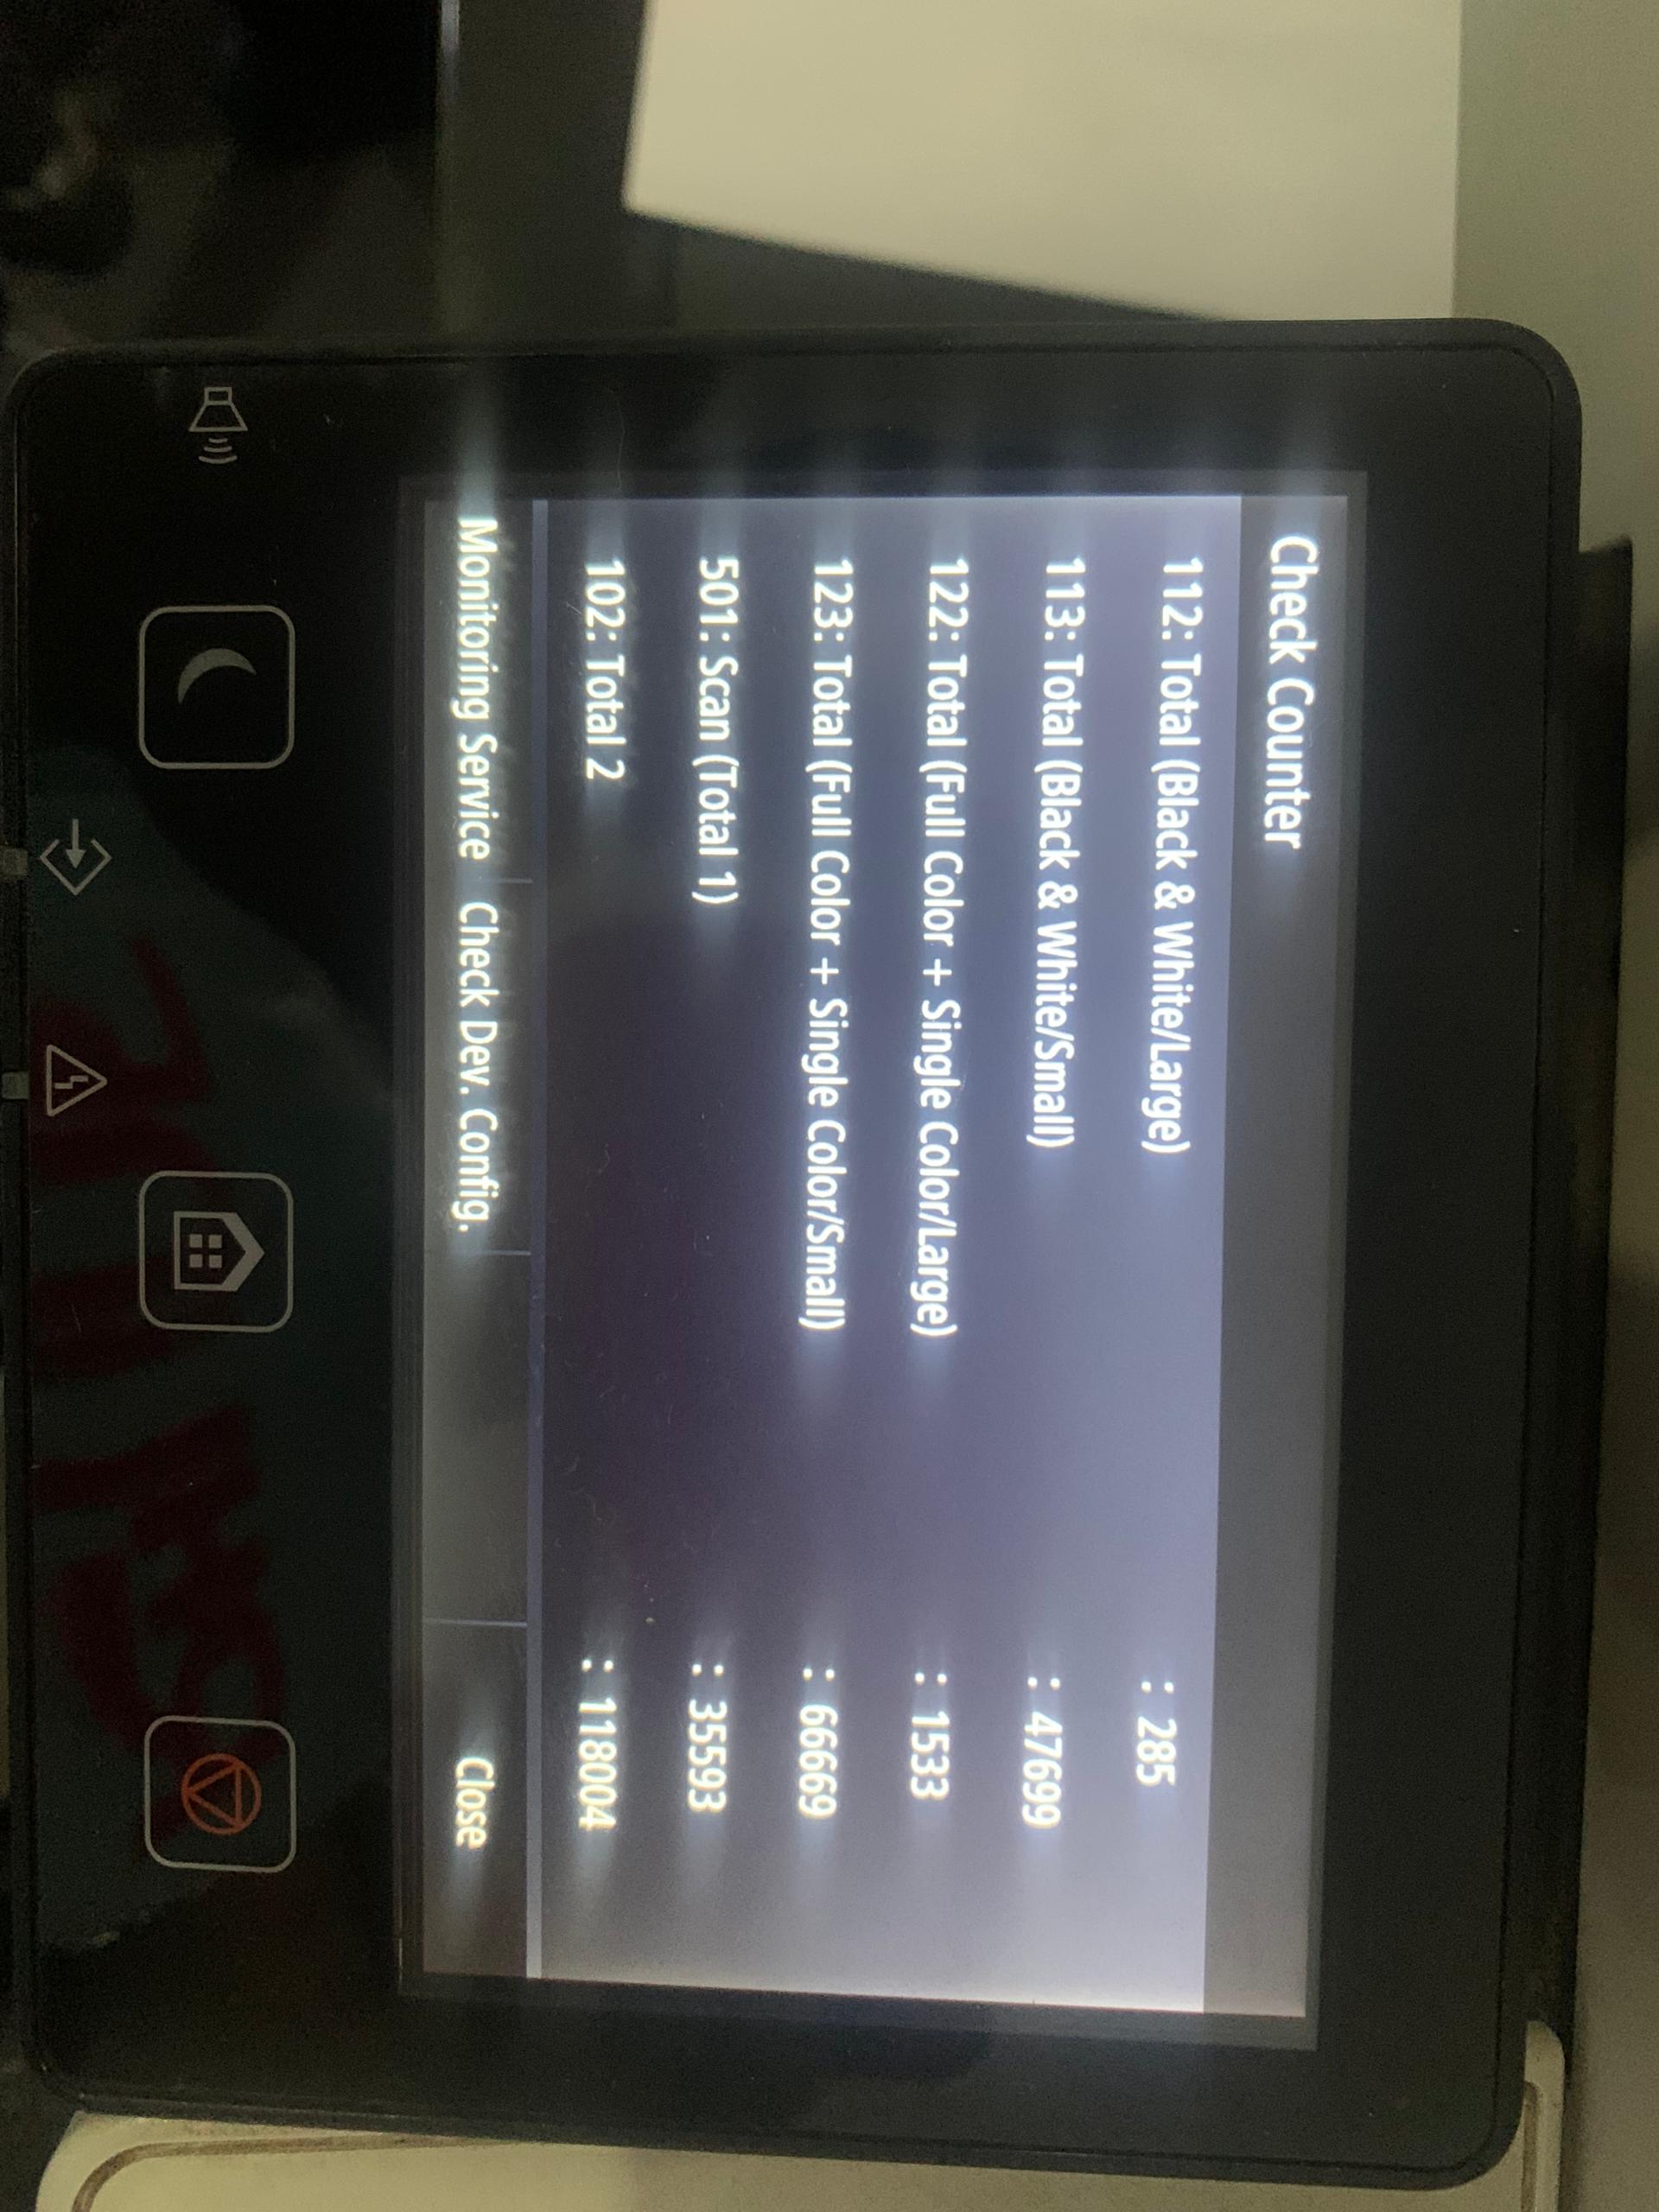 Check Counter
112: Total (Black & White/Large) : 285
113: Total (Black & White/Small) : 47699
122: Total (Full Color + Single Color/Large) : 1533
123: Total (Full Color + Single Color/Small) : 66669
501: Scan (Total 1) : 35593
102: Total 2 : 118004
Monitoring Service Check Dev. Config. Close